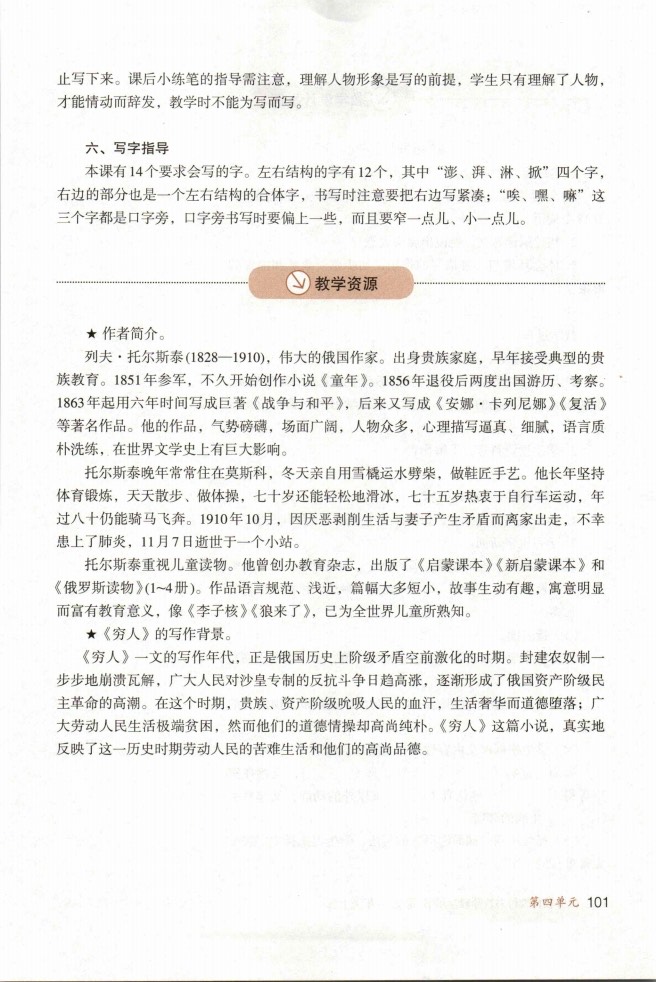 止写下来。课后小练笔的指导需注意，理解人物形象是写的前提，学生只有理解了人物，
才能情动而辞发，教学时不能为写而写。
六、写字指导
本课有14个要求会写的字。左右结构的字有12个，其中“澎、湃、淋、掀”四个字，
右边的部分也是一个左右结构的合体字，书写时注意要把右边写紧凑；“唉、嘿、嘛”这
三个字都是口字旁，口字旁书写时要偏上一些，而且要窄一点儿、小一点儿。
教学资源
★ 作者简介。
列夫·托尔斯泰(1828—1910)，伟大的俄国作家。出身贵族家庭，早年接受典型的贵
族教育。1851年参军，不久开始创作小说《童年》。1856年退役后两度出国游历、考察。
1863年起用六年时间写成巨著《战争与和平》，后来又写成《安娜·卡列尼娜》《复活》
等著名作品。他的作品，气势磅礴，场面广阔，人物众多，心理描写逼真、细腻，语言质
朴洗练，在世界文学史上有巨大影响。
托尔斯泰晚年常常住在莫斯科，冬天亲自用雪橇运水劈柴，做鞋匠手艺。他长年坚持
体育锻炼，天天散步、做体操，七十岁还能轻松地滑冰，七十五岁热衷于自行车运动，年
过八十仍能骑马飞奔。1910年10月，因厌恶剥削生活与妻子产生矛盾而离家出走，不幸
患上了肺炎，11月7日逝世于一个小站。
托尔斯泰重视儿童读物。他曾创办教育杂志，出版了《启蒙课本》《新启蒙课本》和
《俄罗斯读物》(1~4册)。作品语言规范、浅近，篇幅大多短小，故事生动有趣，寓意明显
而富有教育意义，像《李子核》《狼来了》，已为全世界儿童所熟知。
★《穷人》的写作背景。
《穷人》一文的写作年代，正是俄国历史上阶级矛盾空前激化的时期。封建农奴制一
步步地崩溃瓦解，广大人民对沙皇专制的反抗斗争日趋高涨，逐渐形成了俄国资产阶级民
主革命的高潮。在这个时期，贵族、资产阶级吮吸人民的血汗，生活奢华而道德堕落；广
大劳动人民生活极端贫困，然而他们的道德情操却高尚纯朴。《穷人》这篇小说，真实地
反映了这一历史时期劳动人民的苦难生活和他们的高尚品德。
第四单元 101